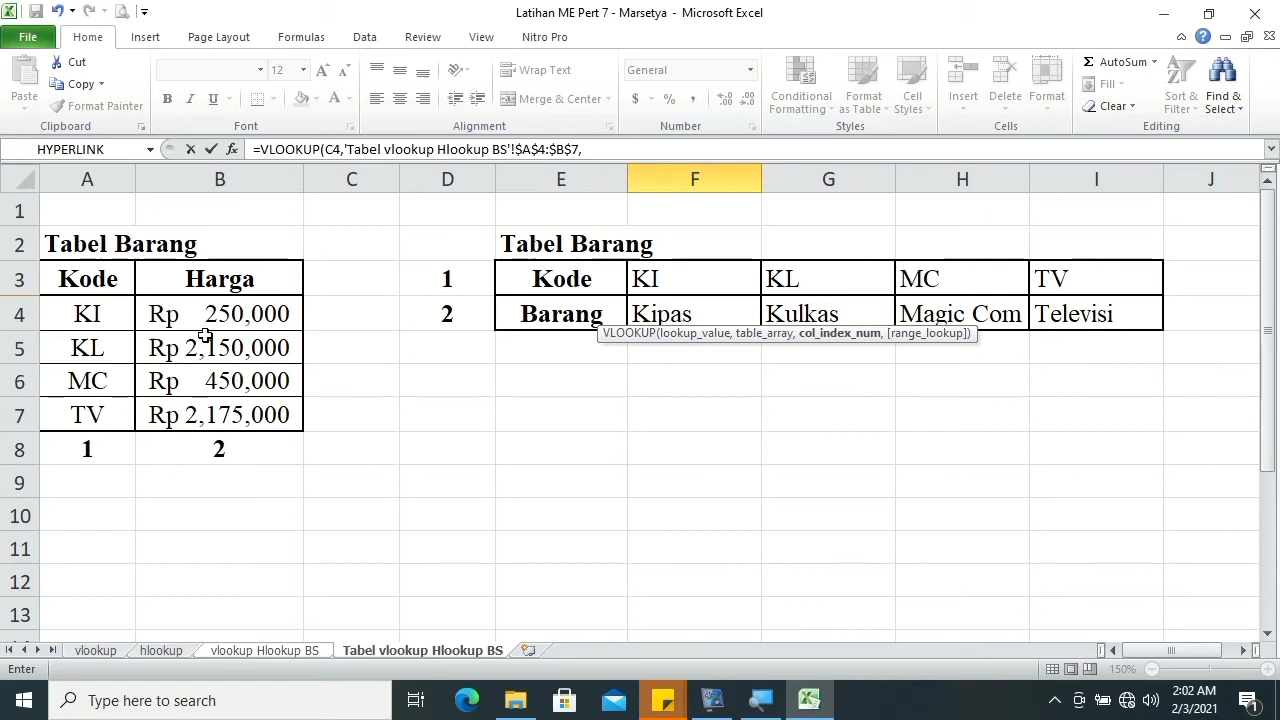 Latihan ME Pert 7 - Marsetya - Microsoft Excel
File Home Insert Page Layout Formulas Data Review View Nitro Pro
Paste Cut Copy Format Painter Clipboard
12 A A B I U A Font
Wrap Text Merge & Center Alignment
General $ % , Number
Conditional Formatting Format as Table Cell Styles Styles
Insert Delete Format Cells
Σ AutoSum Fill Clear Sort & Filter Find & Select Editing
HYPERLINK fx =VLOOKUP(C4,'Tabel vlookup Hlookup BS'!$A$4:$B$7,
A B C D E F G H I J
1
2 Tabel Barang Tabel Barang
3 Kode Harga 1 Kode KI KL MC TV
4 KI Rp 250,000 2 Barang Kipas Kulkas Magic Com Televisi
VLOOKUP(lookup_value, table_array, col_index_num, [range_lookup])
5 KL Rp 2,150,000
6 MC Rp 450,000
7 TV Rp 2,175,000
8 1 2
9
10
11
12
13
vlookup hlookup vlookup Hlookup BS Tabel vlookup Hlookup BS
Enter 150%
Type here to search
2:02 AM
2/3/2021
1